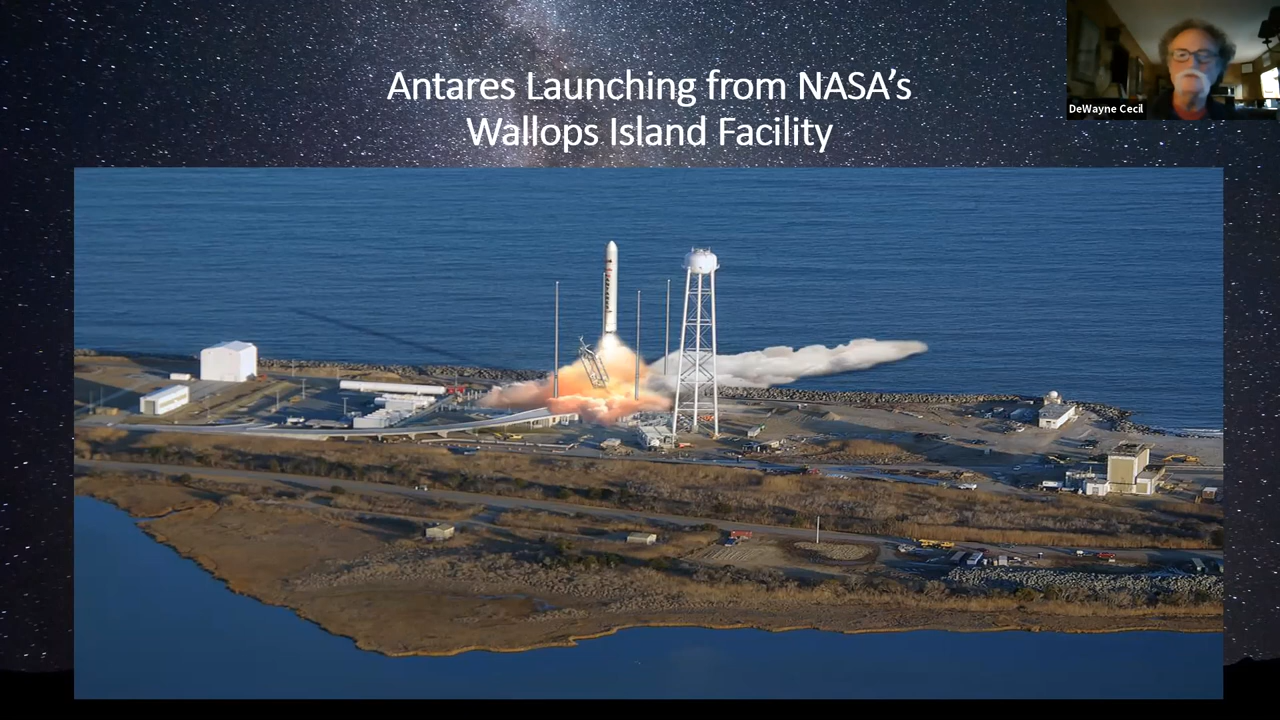 Antares Launching from NASA’s
Wallops Island Facility
DeWayne Cecil